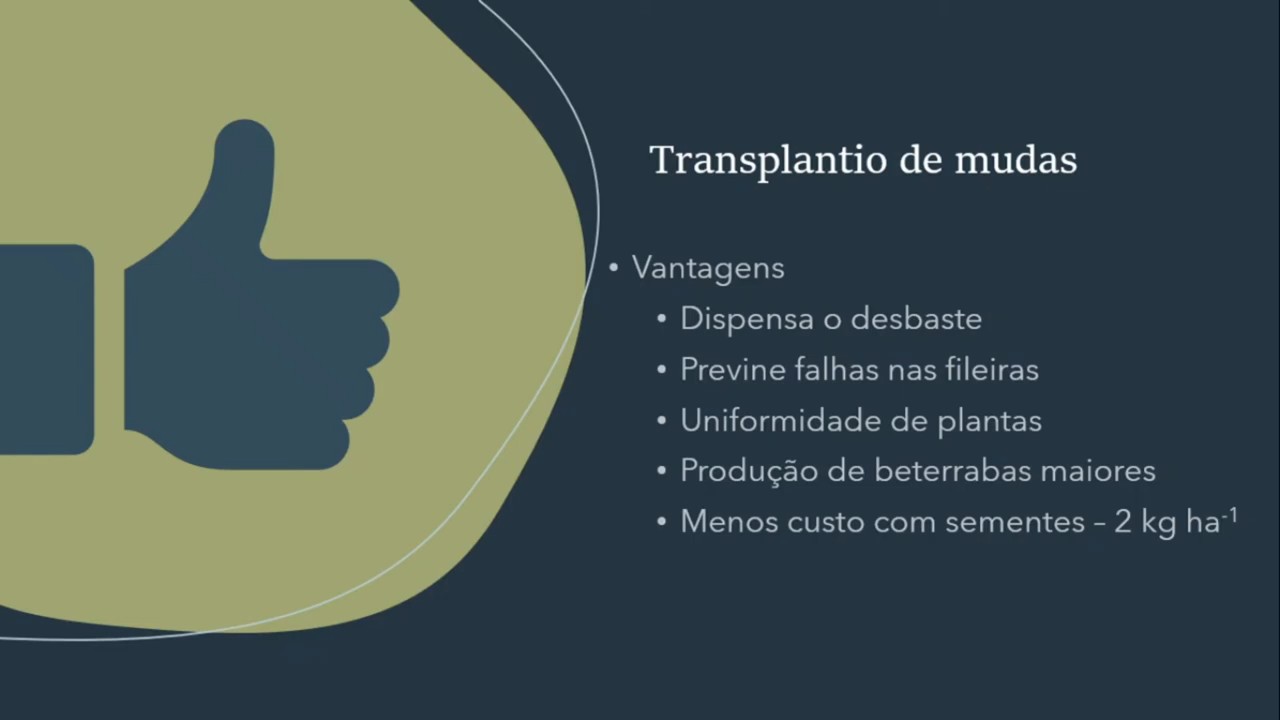 Transplantio de mudas
• Vantagens
• Dispensa o desbaste
• Previne falhas nas fileiras
• Uniformidade de plantas
• Produção de beterrabas maiores
• Menos custo com sementes – 2 kg ha⁻¹